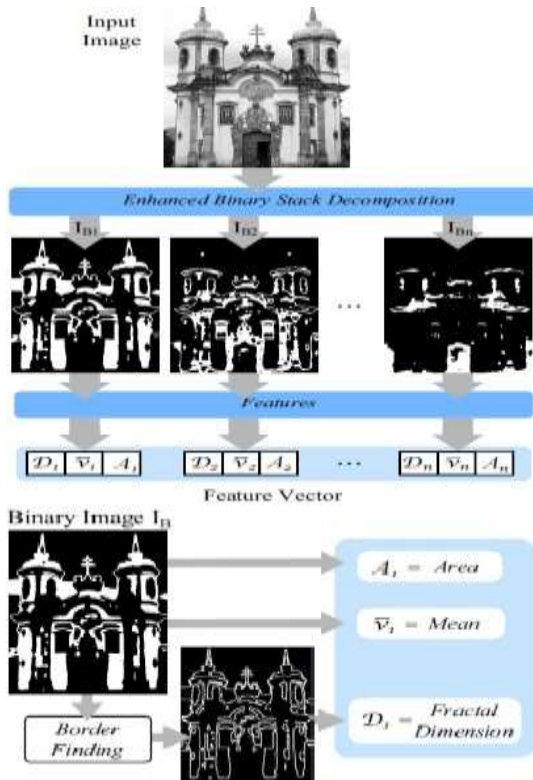 Input
Image
Enhanced Binary Stack Decomposition
I_B1 I_B2 I_Bn
...
Features
D_1 V̅_1 A_1 D_2 V̅_2 A_2 ... D_n V̅_n A_n
Feature Vector
Binary Image I_B
A_1 = Area
V̅_1 = Mean
D_1 = Fractal
Dimension
Border
Finding